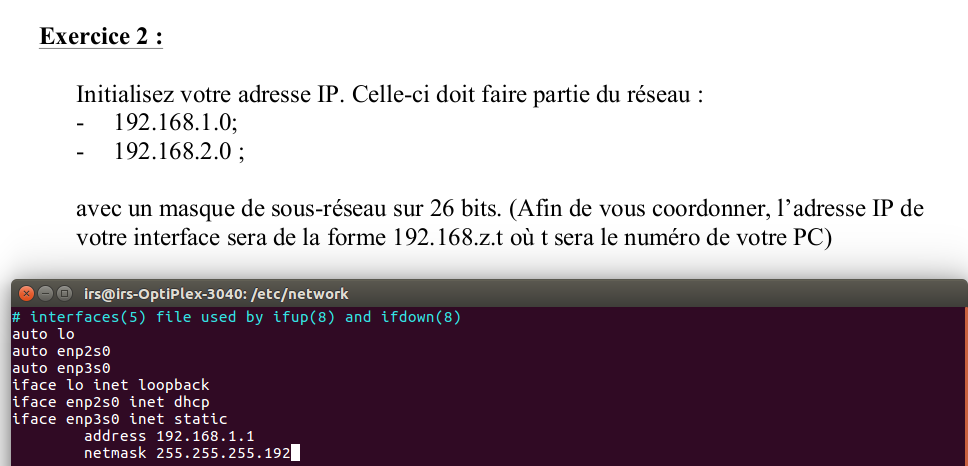 Exercice 2 :
Initialisez votre adresse IP. Celle-ci doit faire partie du réseau :
- 192.168.1.0;
- 192.168.2.0 ;
avec un masque de sous-réseau sur 26 bits. (Afin de vous coordonner, l’adresse IP de
votre interface sera de la forme 192.168.z.t où t sera le numéro de votre PC)
irs@irs-OptiPlex-3040: /etc/network
# interfaces(5) file used by ifup(8) and ifdown(8)
auto lo
auto enp2s0
auto enp3s0
iface lo inet loopback
iface enp2s0 inet dhcp
iface enp3s0 inet static
address 192.168.1.1
netmask 255.255.255.192